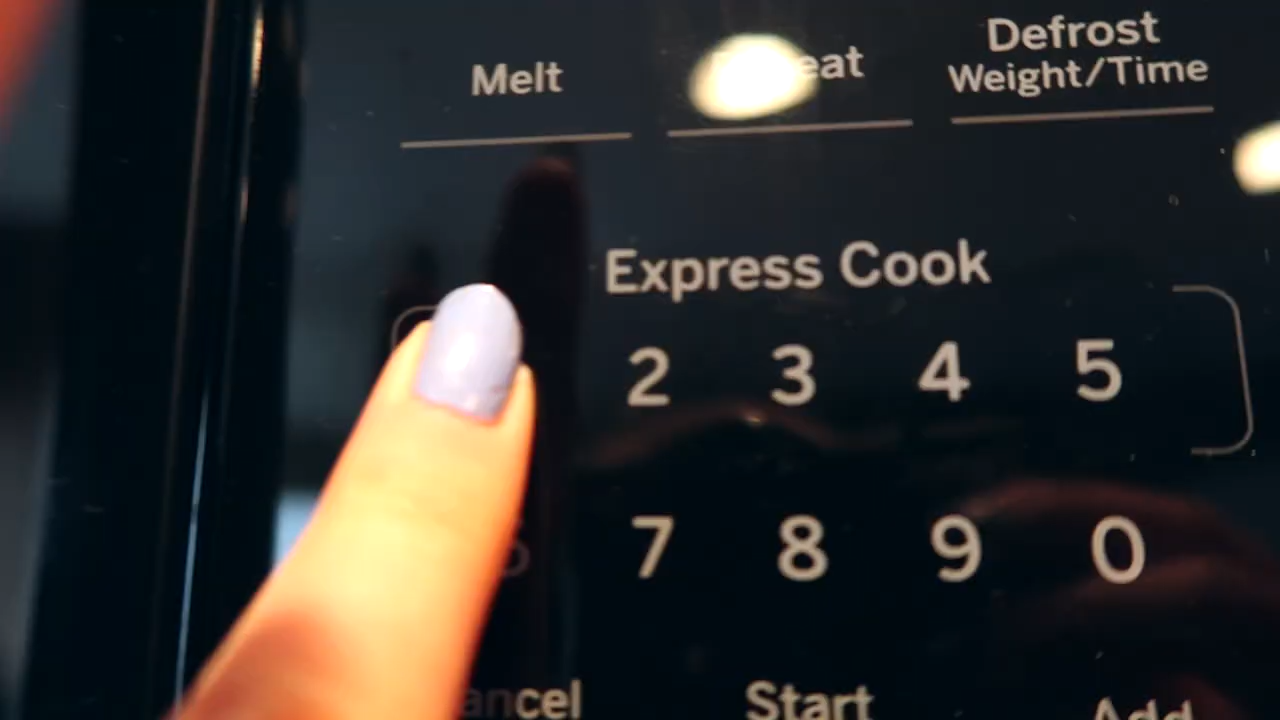 Melt
eat
Defrost
Weight/Time
Express Cook
2 3 4 5
7 8 9 0
ancel Start Add